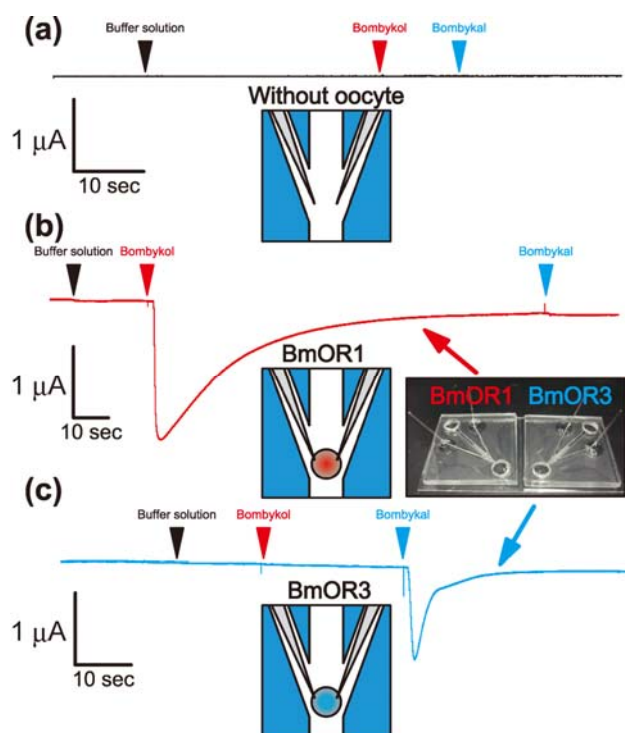 (a)
Buffer solution
Bombykol
Bombykal
Without oocyte
1 μA
10 sec
(b)
Buffer solution
Bombykol
Bombykal
BmOR1
1 μA
10 sec
BmOR1
BmOR3
(c)
Buffer solution
Bombykol
Bombykal
BmOR3
1 μA
10 sec